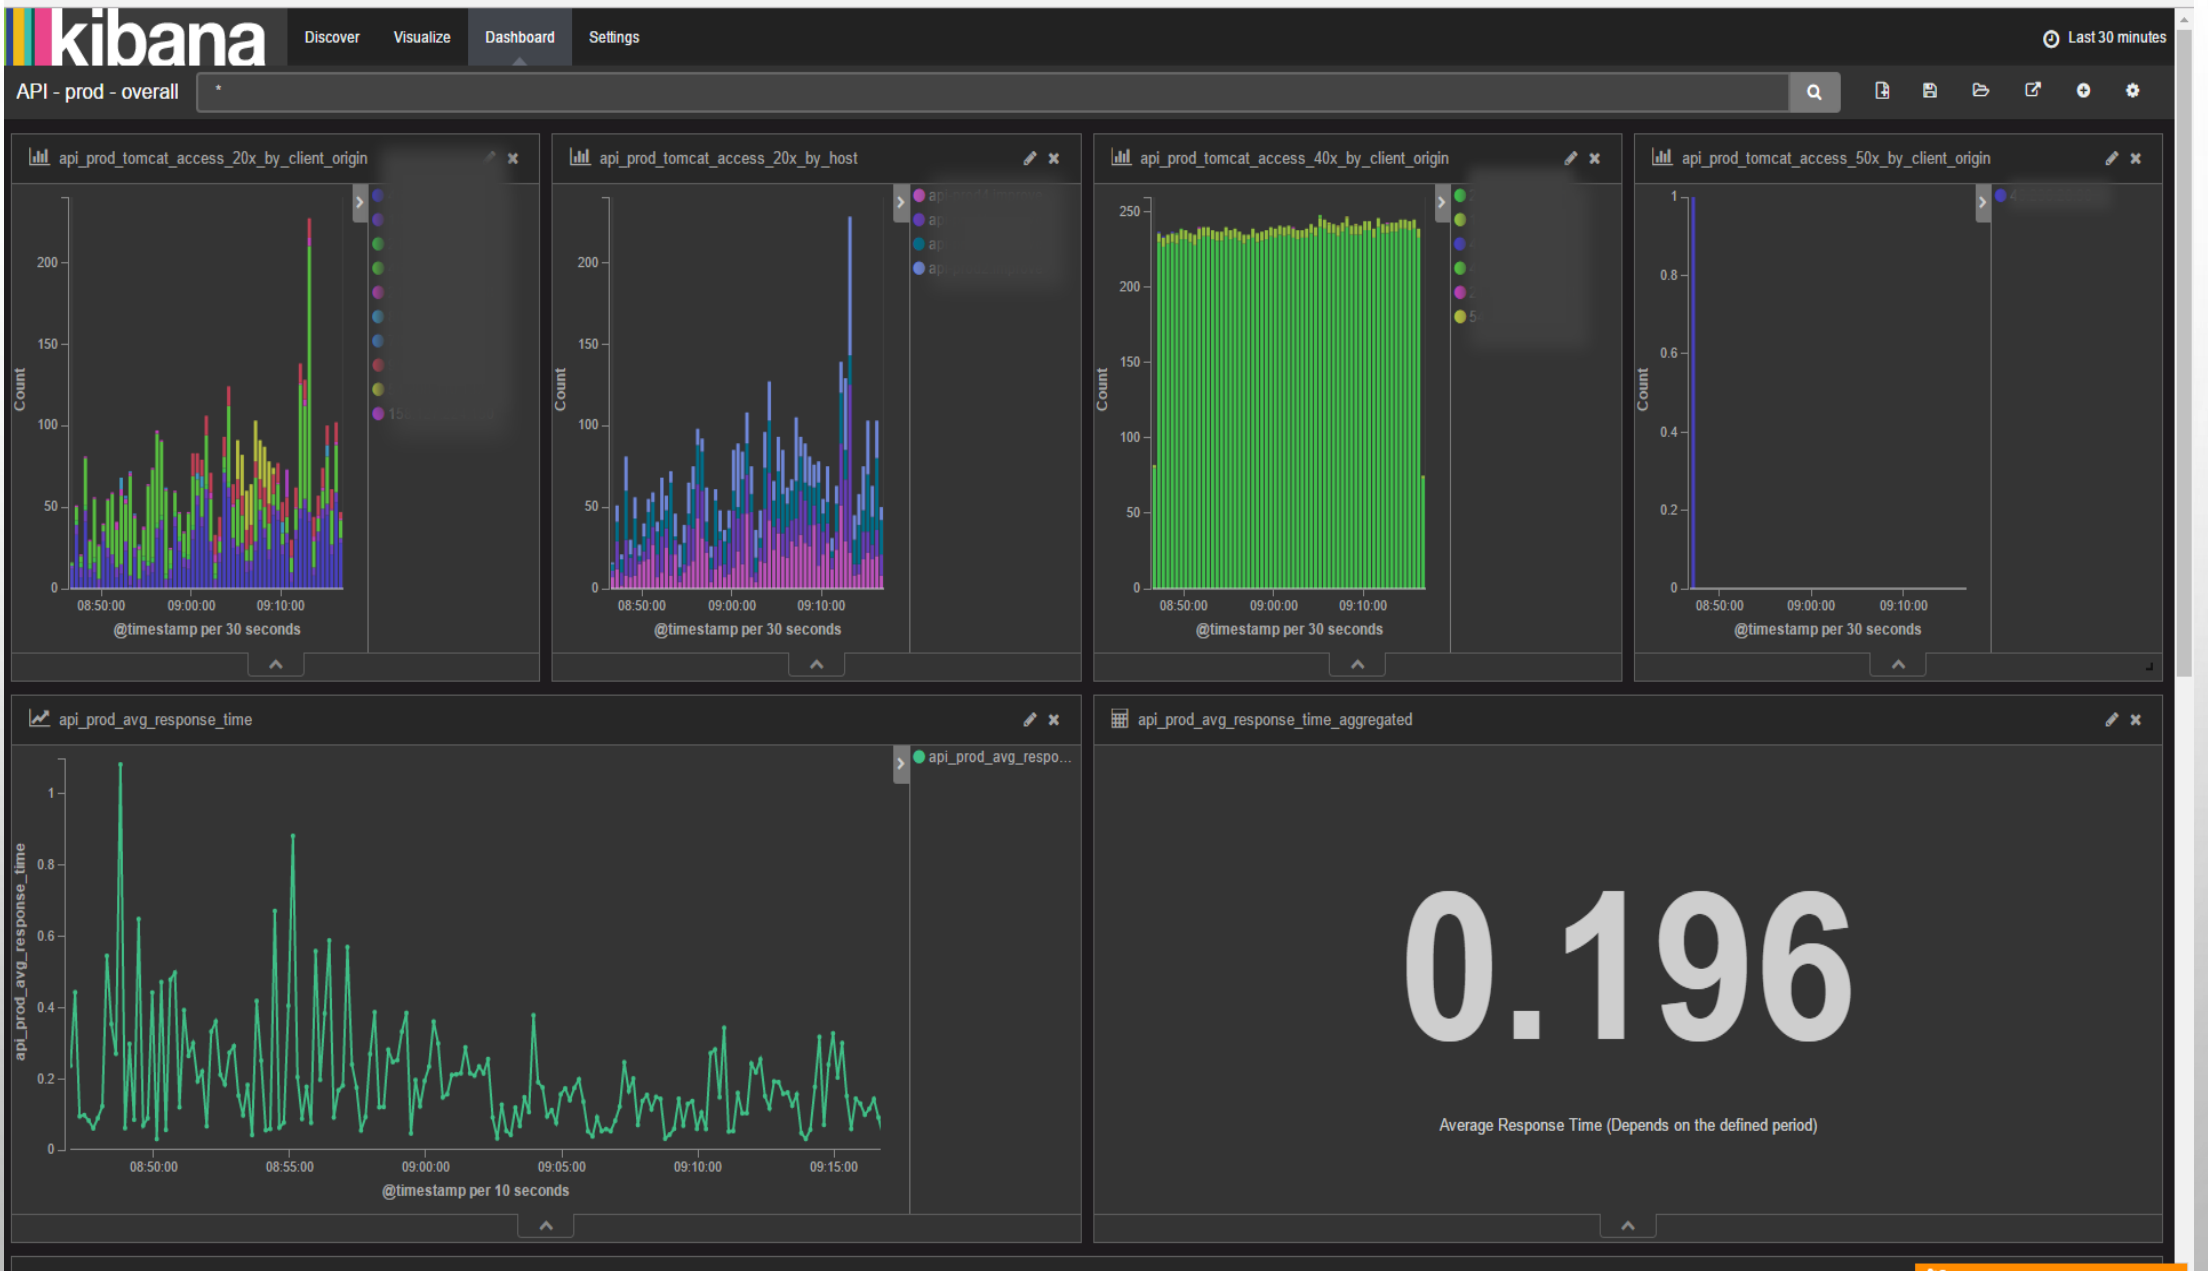 kibana
Discover Visualize Dashboard Settings
Last 30 minutes
API - prod - overall
*
api_prod_tomcat_access_20x_by_client_origin
200
150
100
50
0
Count
08:50:00 09:00:00 09:10:00
@timestamp per 30 seconds
api_prod_tomcat_access_20x_by_host
200
150
100
50
0
Count
08:50:00 09:00:00 09:10:00
@timestamp per 30 seconds
api_prod_tomcat_access_40x_by_client_origin
250
200
150
100
50
0
Count
08:50:00 09:00:00 09:10:00
@timestamp per 30 seconds
api_prod_tomcat_access_50x_by_client_origin
1
0.8
0.6
0.4
0.2
0
Count
08:50:00 09:00:00 09:10:00
@timestamp per 30 seconds
api_prod_avg_response_time
api_prod_avg_respo...
1
0.8
0.6
0.4
0.2
0
api_prod_avg_response_time
08:50:00 08:55:00 09:00:00 09:05:00 09:10:00 09:15:00
@timestamp per 10 seconds
api_prod_avg_response_time_aggregated
0.196
Average Response Time (Depends on the defined period)